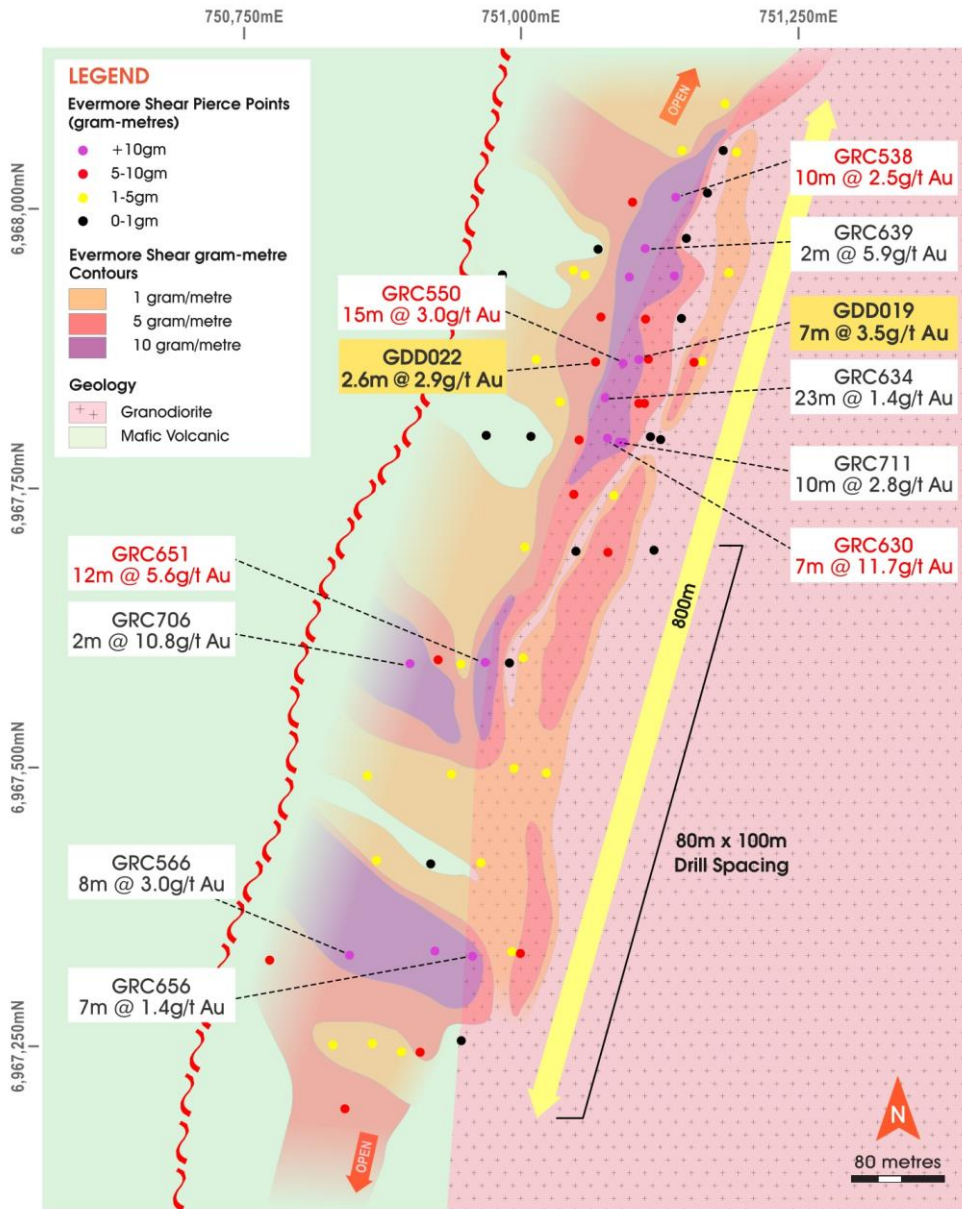 750,750mE
751,000mE
751,250mE
LEGEND
Evermore Shear Pierce Points
(gram-metres)
+10gm
5-10gm
1-5gm
0-1gm
Evermore Shear gram-metre
Contours
1 gram/metre
5 gram/metre
10 gram/metre
Geology
Granodiorite
Mafic Volcanic
6,968,000mN
6,967,750mN
6,967,500mN
6,967,250mN
OPEN
GRC538
10m @ 2.5g/t Au
GRC639
2m @ 5.9g/t Au
GRC550
15m @ 3.0g/t Au
GDD019
7m @ 3.5g/t Au
GDD022
2.6m @ 2.9g/t Au
GRC634
23m @ 1.4g/t Au
GRC711
10m @ 2.8g/t Au
GRC630
7m @ 11.7g/t Au
GRC651
12m @ 5.6g/t Au
GRC706
2m @ 10.8g/t Au
800m
80m x 100m
Drill Spacing
GRC566
8m @ 3.0g/t Au
GRC656
7m @ 1.4g/t Au
OPEN
N
80 metres